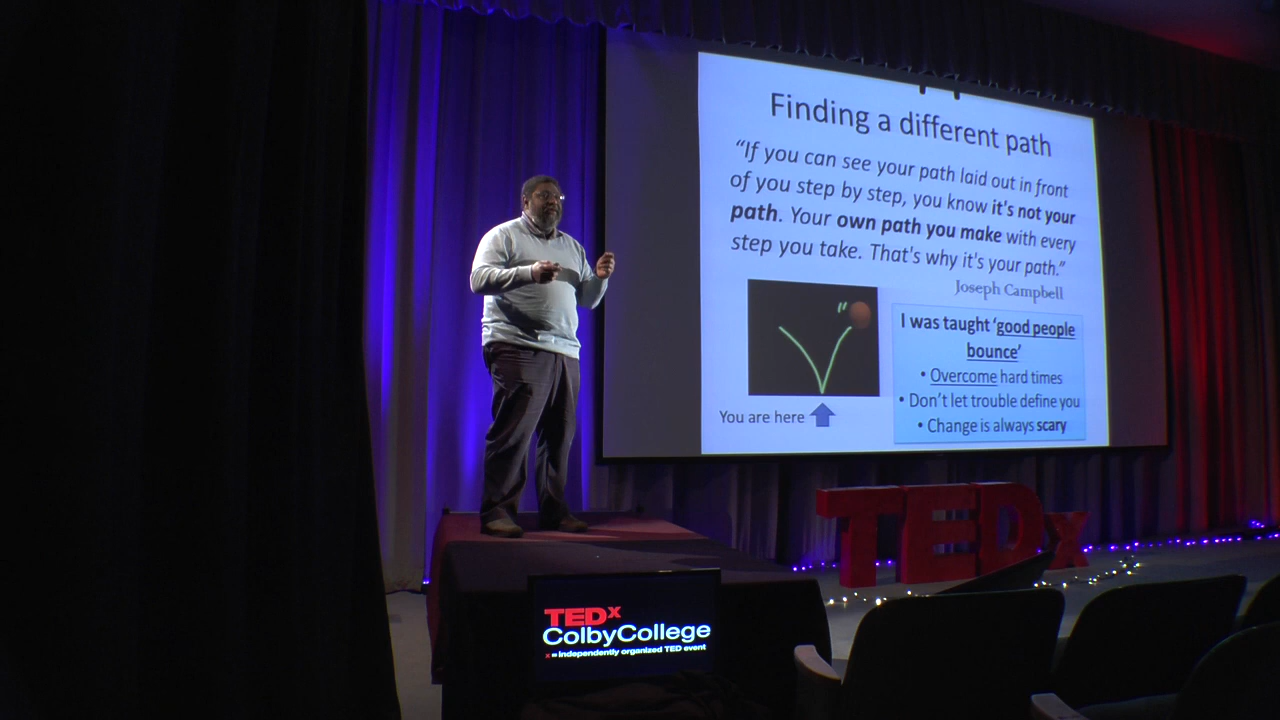 Finding a different path
“If you can see your path laid out in front
of you step by step, you know it's not your
path. Your own path you make with every
step you take. That's why it's your path.”
Joseph Campbell
I was taught ‘good people
bounce’
• Overcome hard times
• Don’t let trouble define you
• Change is always scary
You are here
TEDx
TEDx
ColbyCollege
x = independently organized TED event